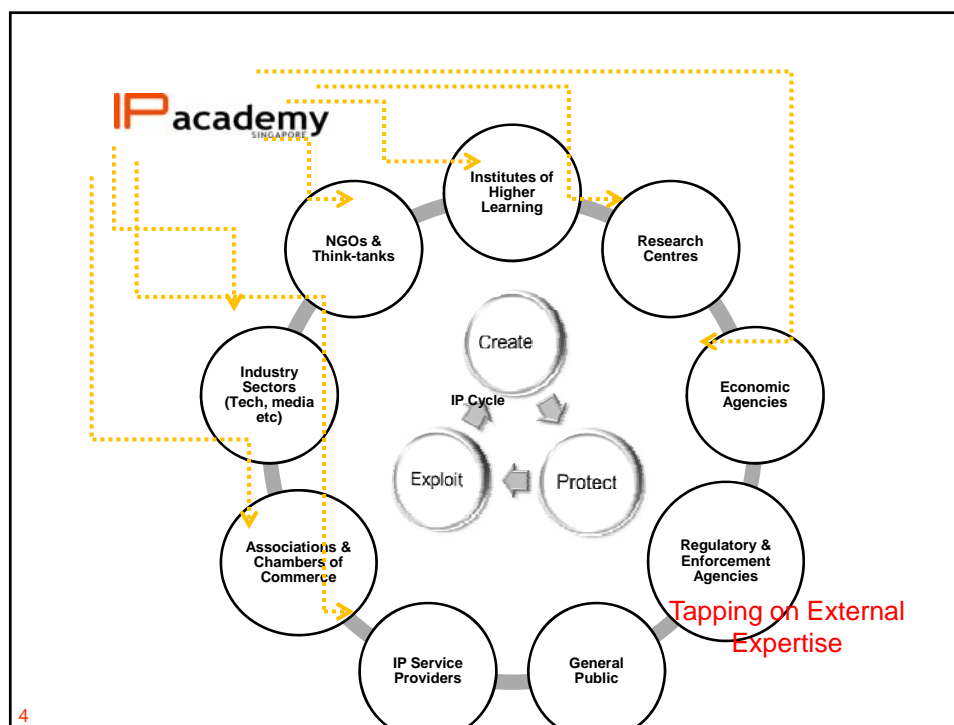 IP academy
SINGAPORE
Institutes of
Higher
Learning
NGOs &
Think-tanks
Research
Centres
Create
Industry
Sectors
(Tech, media
etc)
IP Cycle
Economic
Agencies
Exploit
Protect
Associations &
Chambers of
Commerce
Regulatory &
Enforcement
Agencies
Tapping on External
Expertise
IP Service
Providers
General
Public
4